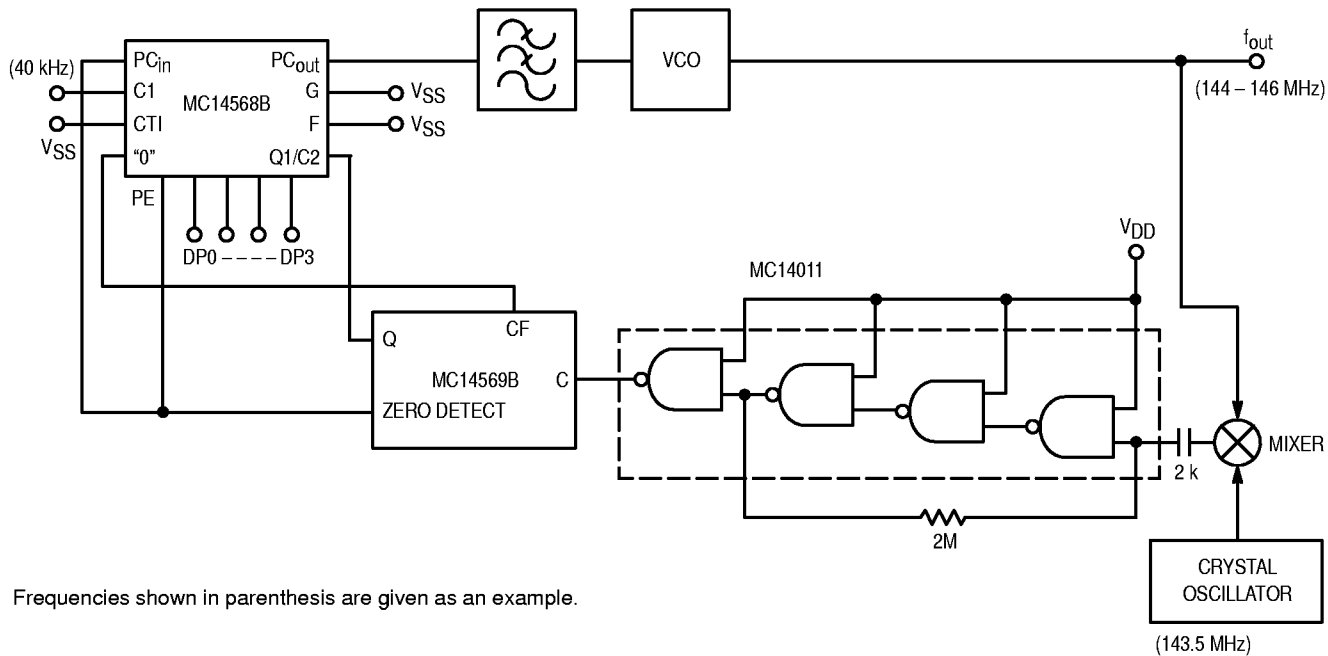 (40 kHz)
VSS
PCin
C1
CTI
"0"
MC14568B
PCout
G
F
Q1/C2
VSS
VSS
PE
DP0 – – – – DP3
VCO
fout
(144 – 146 MHz)
VDD
MC14011
CF
Q
MC14569B
C
ZERO DETECT
2 k
MIXER
2M
CRYSTAL
OSCILLATOR
(143.5 MHz)
Frequencies shown in parenthesis are given as an example.